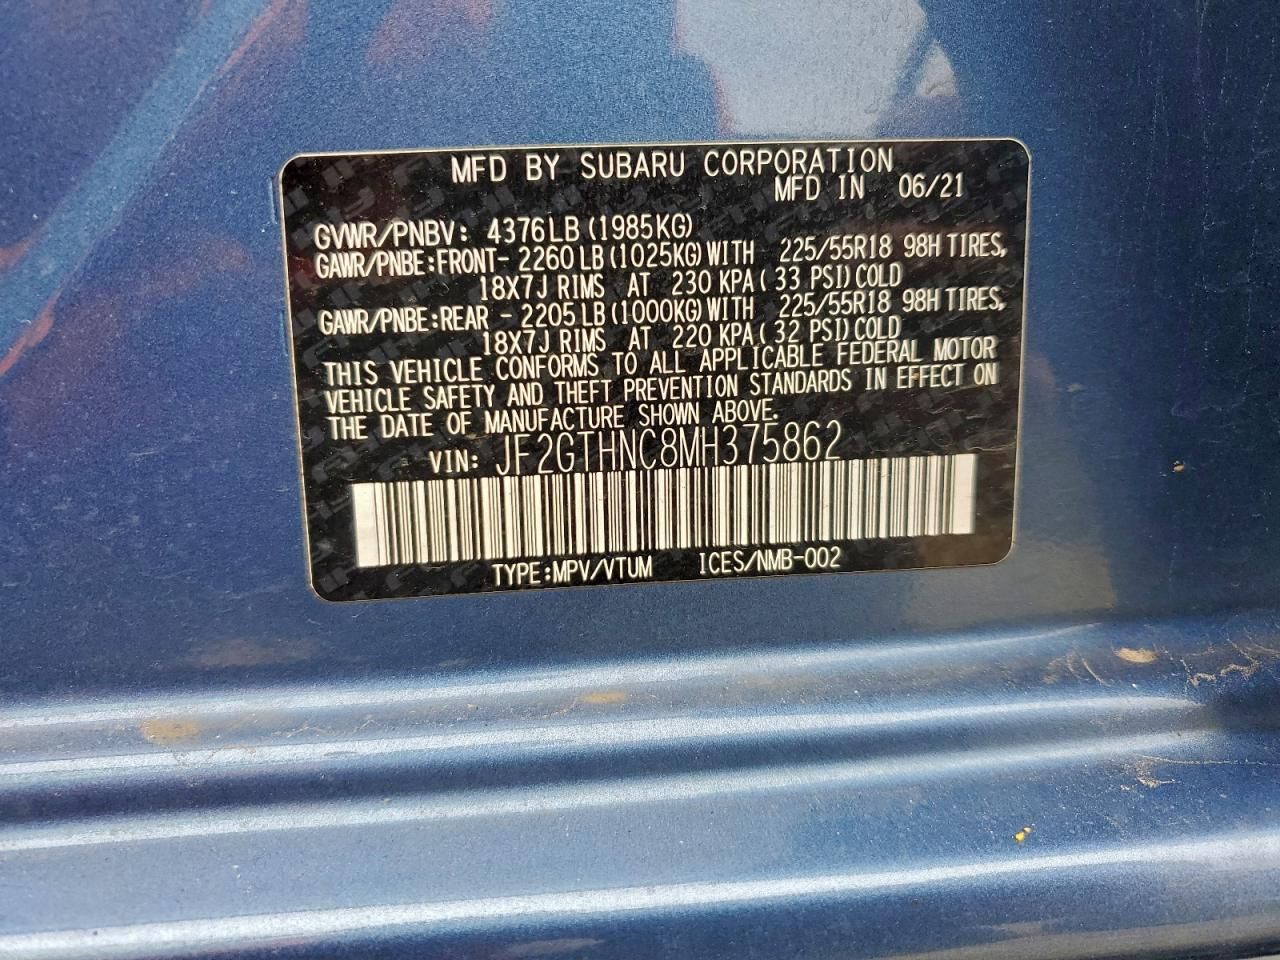 MFD BY SUBARU CORPORATION
MFD IN 06/21
GVWR/PNBV: 4376LB (1985KG)
GAWR/PNBE:FRONT- 2260 LB (1025KG) WITH 225/55R18 98H TIRES,
18X7J RIMS AT 230 KPA ( 33 PSI) COLD
GAWR/PNBE:REAR - 2205 LB (1000KG) WITH 225/55R18 98H TIRES,
18X7J RIMS AT 220 KPA ( 32 PSI) COLD
THIS VEHICLE CONFORMS TO ALL APPLICABLE FEDERAL MOTOR
VEHICLE SAFETY AND THEFT PREVENTION STANDARDS IN EFFECT ON
THE DATE OF MANUFACTURE SHOWN ABOVE.
VIN: JF2GTHNC8MH375862
TYPE:MPV/VTUM ICES/NMB-002